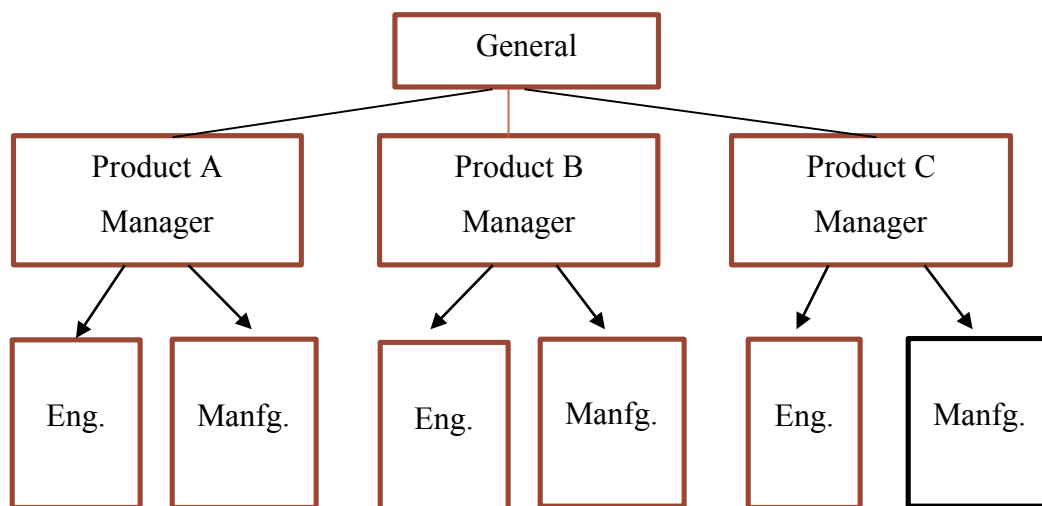 General
Product A
Manager
Product B
Manager
Product C
Manager
Eng.
Manfg.
Eng.
Manfg.
Eng.
Manfg.